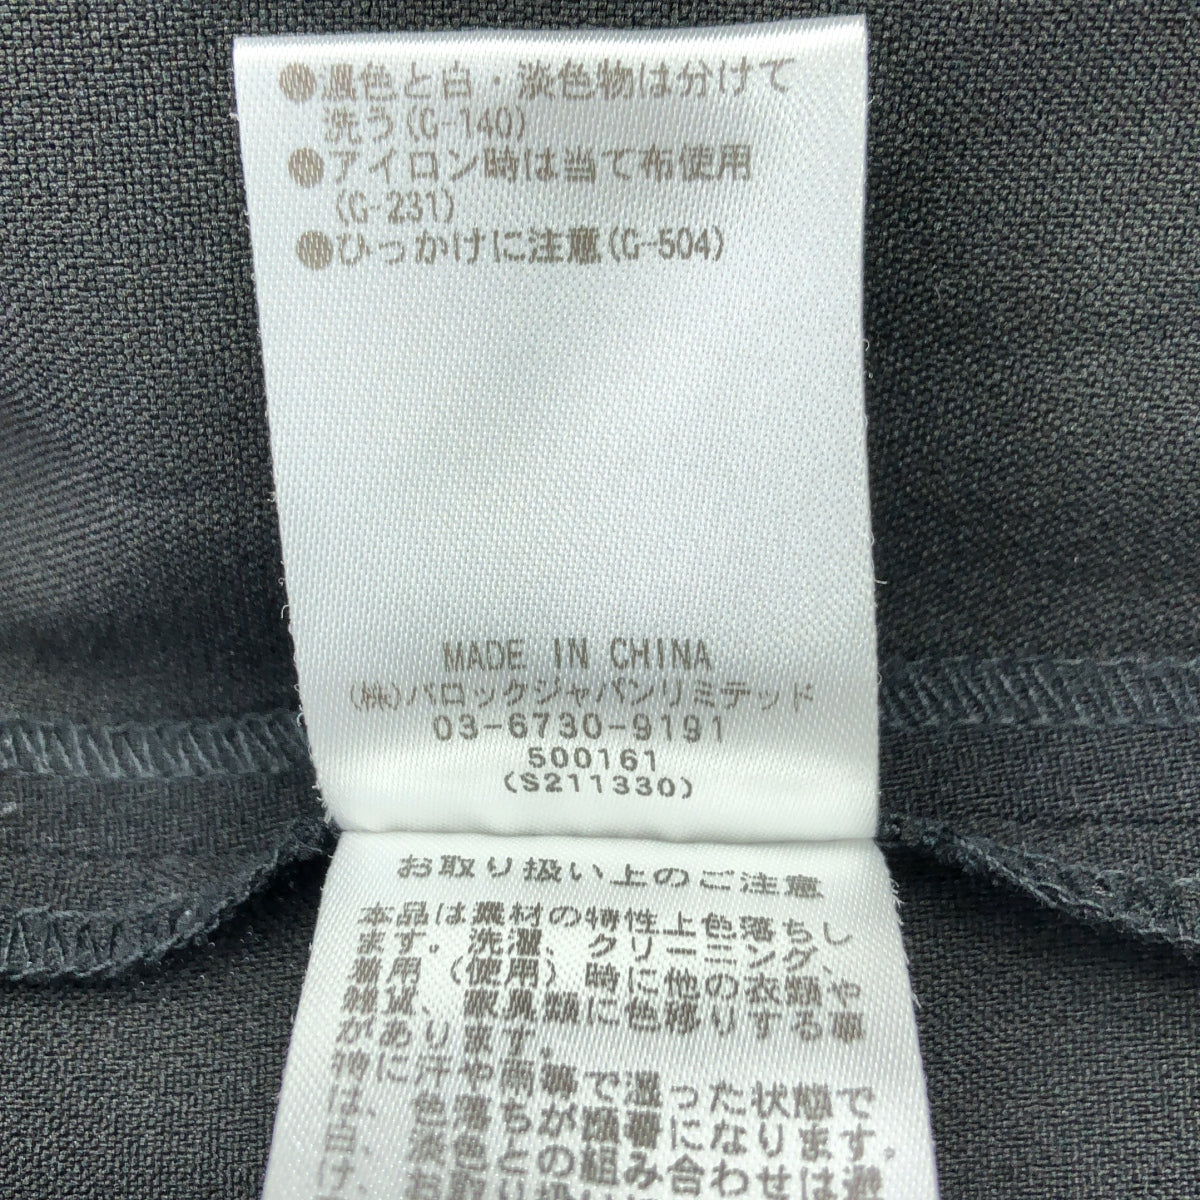 ●濃色と白・淡色物は分けて
洗う(G-140)
●アイロン時は当て布使用
(G-231)
●ひっかけに注意(G-504)
MADE IN CHINA
(株)バロックジャパンリミテッド
03-6730-9191
500161
(S211330)
お取り扱い上のご注意
本品は素材の特性上色落ちし
ます。洗濯、クリーニング、
着用(使用)時に他の衣類や
雑貨、家具類に色移りする事
があります。
特に汗や雨等で湿った状態で
は、色落ちが顕著になります。
白、淡色との組み合わせは避
け、お取り扱い